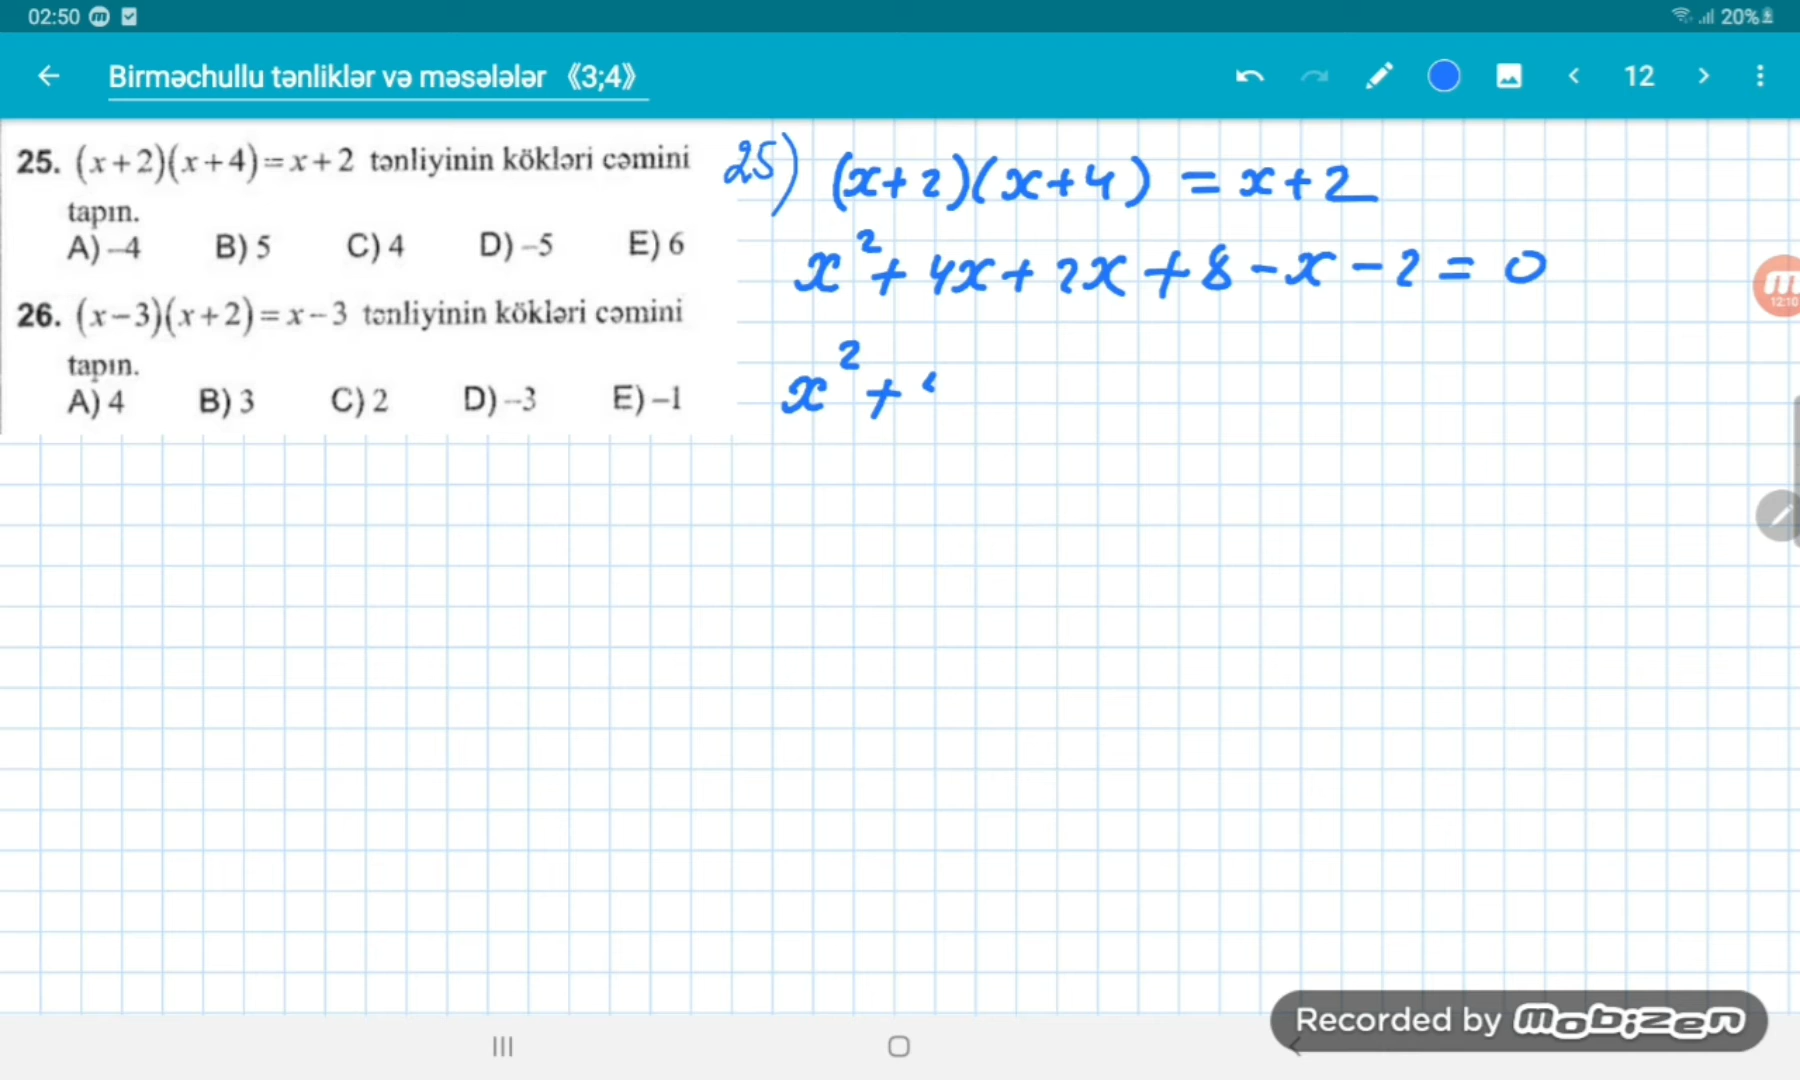 02:50 20%
Birməchullu tənliklər və məsələlər 《3;4》 12
25. (x+2)(x+4)=x+2 tənliyinin kökləri cəmini
tapın.
A) –4 B) 5 C) 4 D) –5 E) 6
26. (x–3)(x+2)=x–3 tənliyinin kökləri cəmini
tapın.
A) 4 B) 3 C) 2 D) –3 E) –1
25) (x+2)(x+4) = x+2
x²+ 4x+ 2x + 8 - x - 2 = 0
x² +
12:10
Recorded by Mobizen